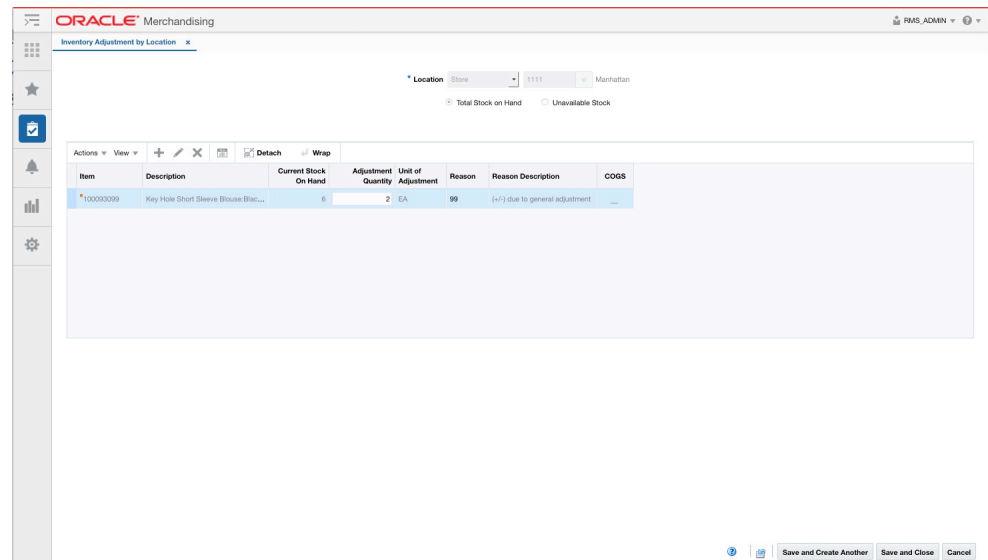 ORACLE® Merchandising
RMS_ADMIN
Inventory Adjustment by Location x
* Location Store 1111 Manhattan
Total Stock on Hand Unavailable Stock
Actions View Detach Wrap
Item Description Current Stock On Hand Adjustment Quantity Unit of Adjustment Reason Reason Description COGS
100093099 Key Hole Short Sleeve Blouse:Blac... 6 2 EA 99 (+/-) due to general adjustment __
Save and Create Another Save and Close Cancel